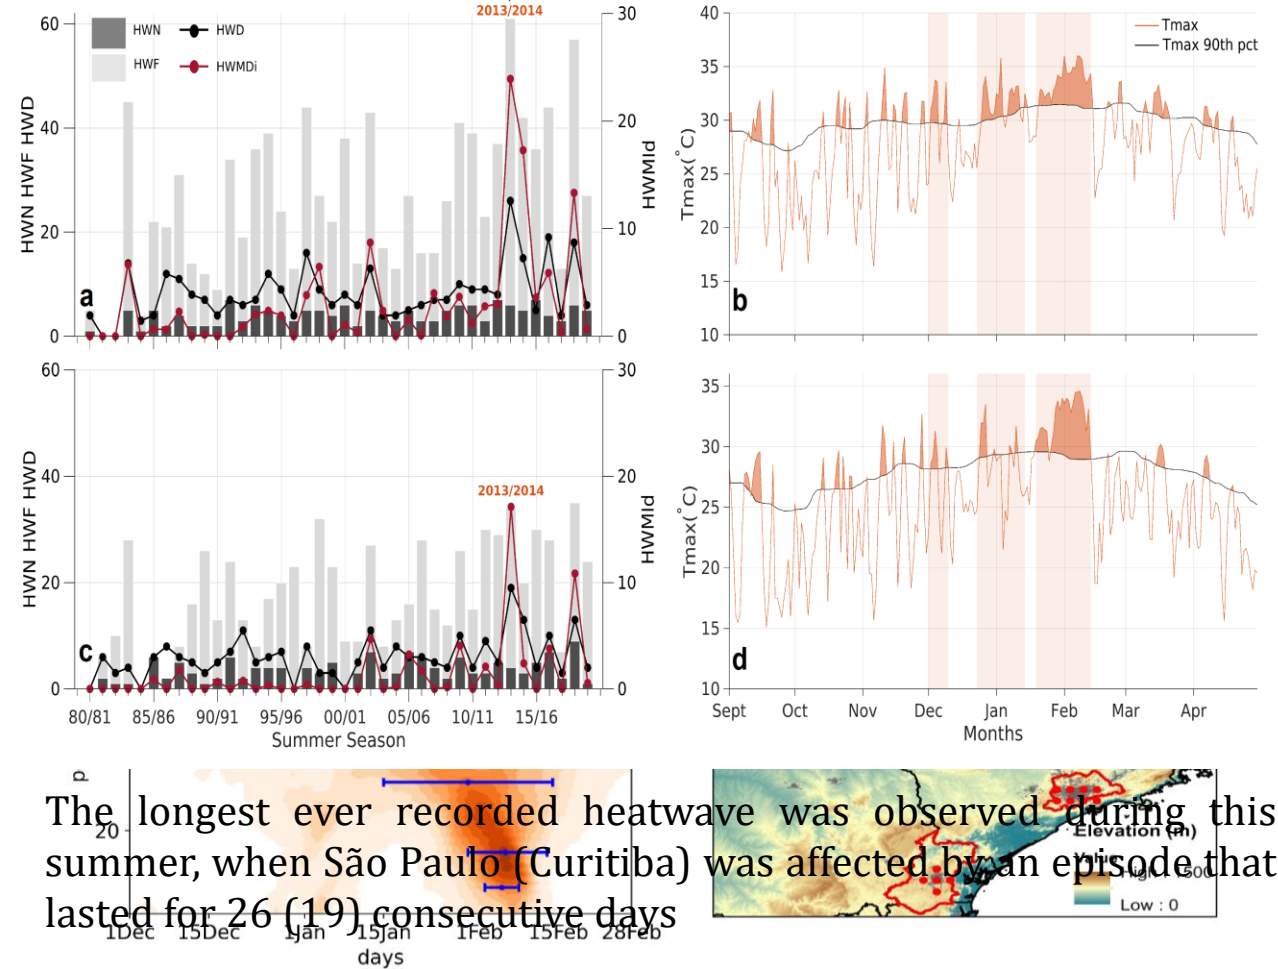 2013/2014
60
40
20
0
30
20
10
0
HWN
HWF
HWD
HWMDi
HWN HWF HWD
HWMId
a
40
35
30
25
20
15
10
Tmax
Tmax 90th pct
Tmax(°C)
b
60
40
20
0
30
20
10
0
2013/2014
HWN HWF HWD
HWMId
c
80/81 85/86 90/91 95/96 00/01 05/06 10/11 15/16
Summer Season
35
30
25
20
15
10
Tmax(°C)
d
Sept Oct Nov Dec Jan Feb Mar Apr
Months
p
20
The longest ever recorded heatwave was observed during this
summer, when São Paulo (Curitiba) was affected by an episode that
lasted for 26 (19) consecutive days
1Dec 15Dec 1Jan 15Jan 1Feb 15Feb 28Feb
days
Elevation (m)
Value
High : 1500
Low : 0